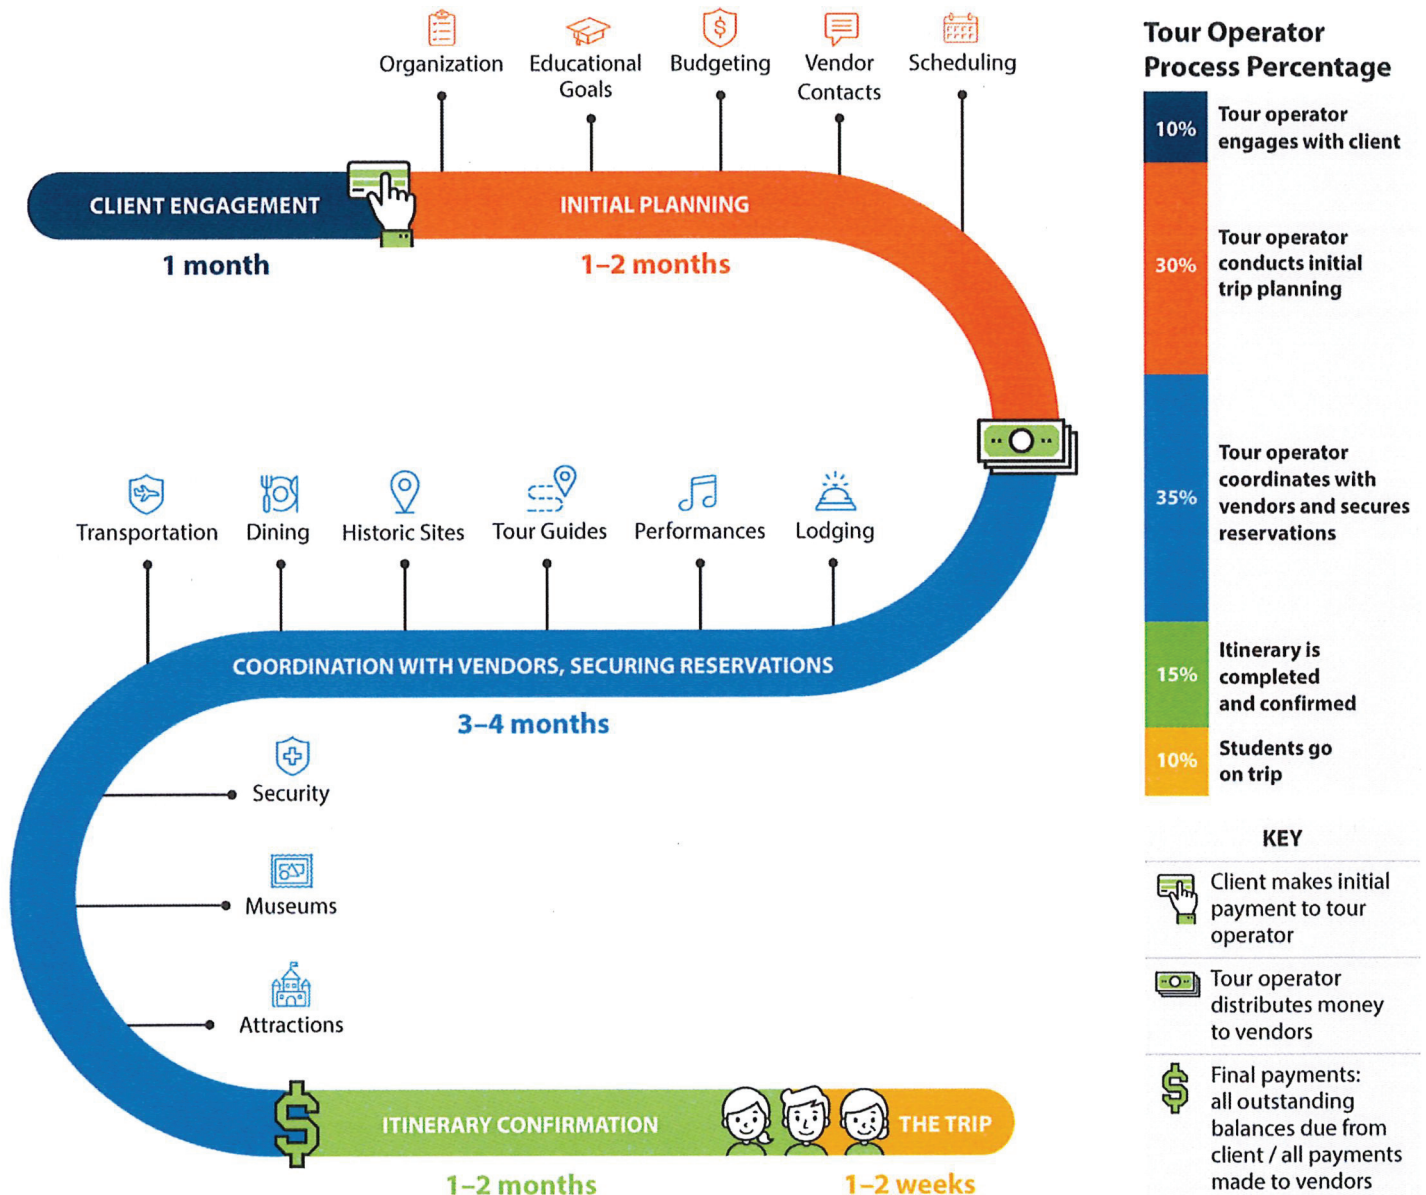 Organization
Educational
Goals
Budgeting
Vendor
Contacts
Scheduling
CLIENT ENGAGEMENT
INITIAL PLANNING
1 month
1–2 months
Transportation
Dining
Historic Sites
Tour Guides
Performances
Lodging
COORDINATION WITH VENDORS, SECURING RESERVATIONS
3–4 months
Security
Museums
Attractions
ITINERARY CONFIRMATION
THE TRIP
1–2 months
1–2 weeks
Tour Operator
Process Percentage
10%
Tour operator
engages with client
30%
Tour operator
conducts initial
trip planning
35%
Tour operator
coordinates with
vendors and secures
reservations
15%
Itinerary is
completed
and confirmed
10%
Students go
on trip
KEY
Client makes initial
payment to tour
operator
Tour operator
distributes money
to vendors
Final payments:
all outstanding
balances due from
client / all payments
made to vendors